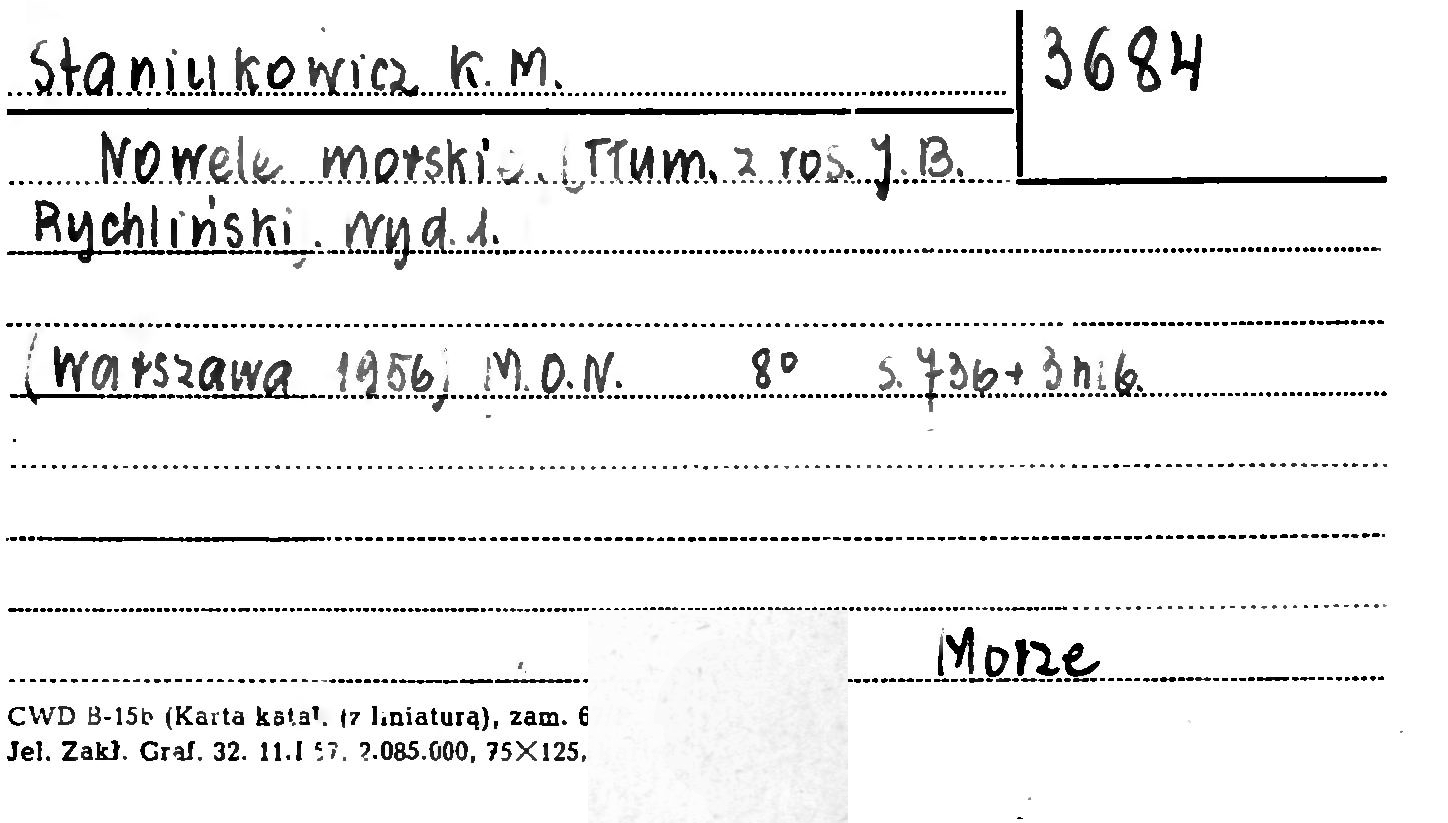 Staniukowicz K. M.
3684
Nowele morskie. (Tłum. z ros. J. B.
Rychliński. Wyd. 1.
(Warszawa 1956) M.O.N. 8° s. 736 + 3 nlb.
Morze
CWD B-15b (Karta katal. (z liniaturą), zam. 6
Jel. Zakł. Graf. 32. 11.I 57. 2.085.000, 75×125,